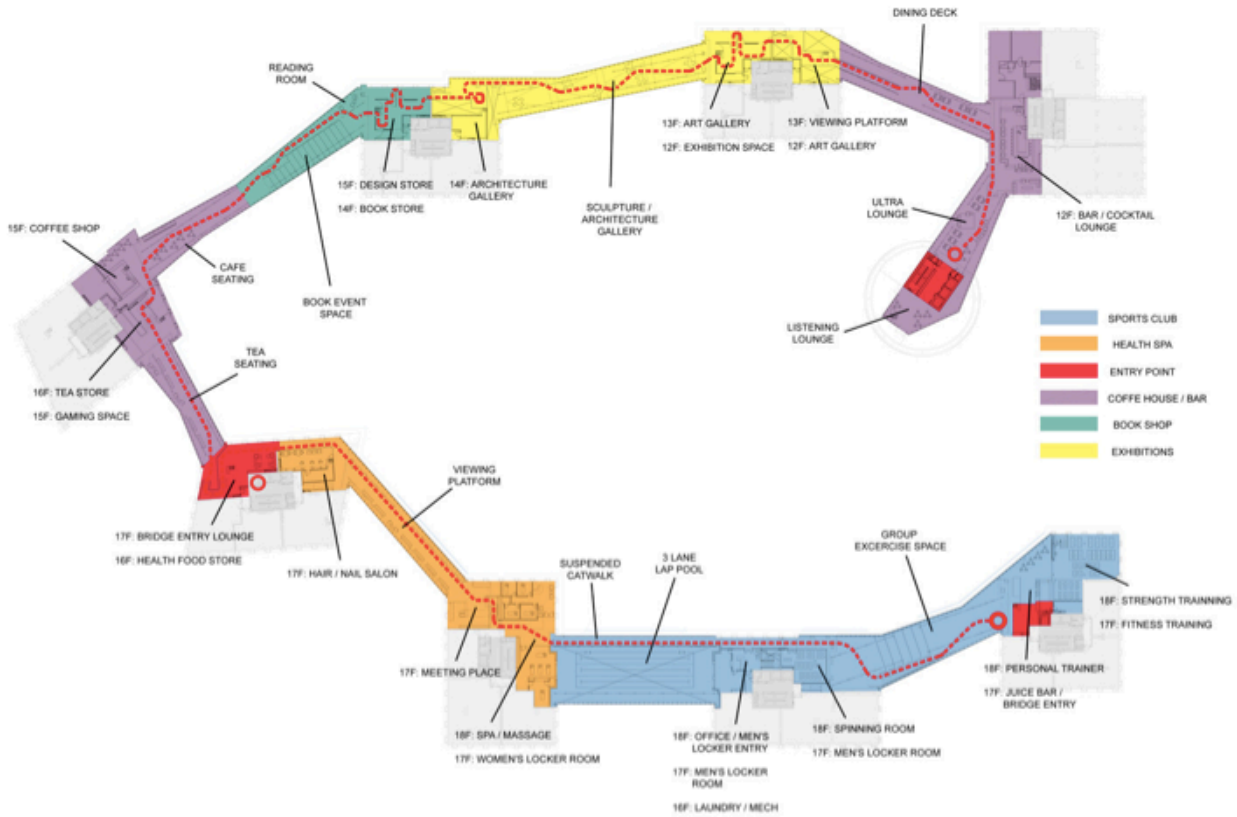 DINING DECK
READING
ROOM
13F: ART GALLERY
12F: EXHIBITION SPACE
13F: VIEWING PLATFORM
12F: ART GALLERY
15F: DESIGN STORE
14F: BOOK STORE
14F: ARCHITECTURE
GALLERY
SCULPTURE /
ARCHITECTURE
GALLERY
ULTRA
LOUNGE
12F: BAR / COCKTAIL
LOUNGE
15F: COFFEE SHOP
CAFE
SEATING
BOOK EVENT
SPACE
LISTENING
LOUNGE
TEA
SEATING
16F: TEA STORE
15F: GAMING SPACE
SPORTS CLUB
HEALTH SPA
ENTRY POINT
COFFE HOUSE / BAR
BOOK SHOP
EXHIBITIONS
VIEWING
PLATFORM
17F: BRIDGE ENTRY LOUNGE
16F: HEALTH FOOD STORE
17F: HAIR / NAIL SALON
SUSPENDED
CATWALK
3 LANE
LAP POOL
GROUP
EXCERCISE SPACE
18F: STRENGTH TRAINNING
17F: FITNESS TRAINING
17F: MEETING PLACE
18F: PERSONAL TRAINER
17F: JUICE BAR /
BRIDGE ENTRY
18F: SPA / MASSAGE
17F: WOMEN'S LOCKER ROOM
18F: OFFICE / MEN'S
LOCKER ENTRY
17F: MEN'S LOCKER
ROOM
16F: LAUNDRY / MECH
18F: SPINNING ROOM
17F: MEN'S LOCKER ROOM